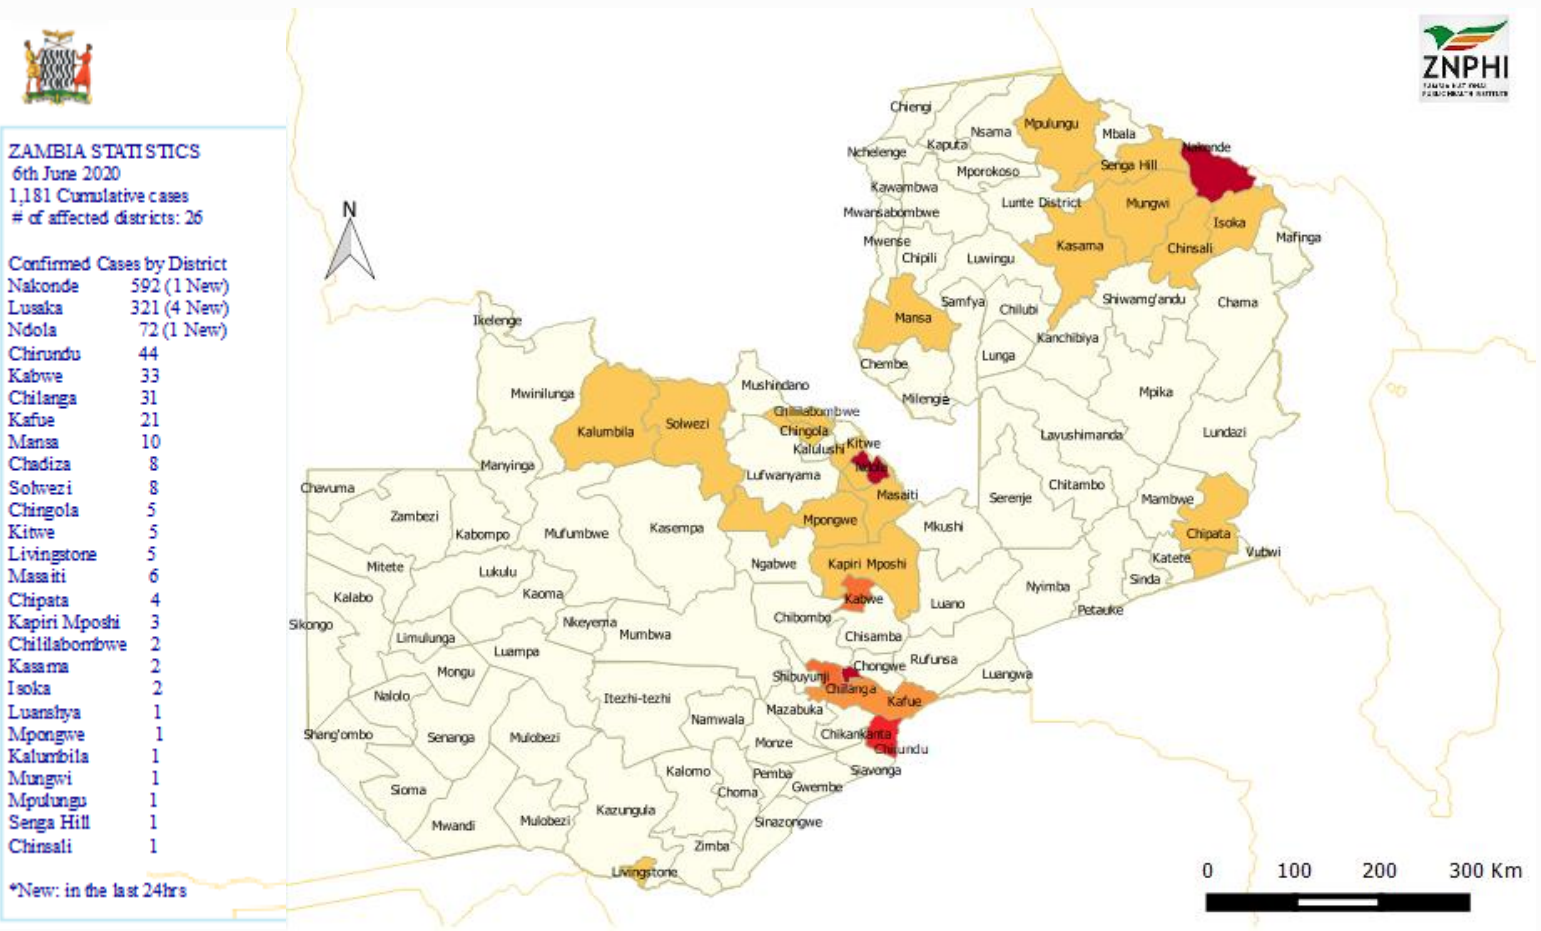 ZAMBIA STATISTICS
6th June 2020
1,181 Cumulative cases
# of affected districts: 26
Confirmed Cases by District
Nakonde 592 (1 New)
Lusaka 321 (4 New)
Ndola 72 (1 New)
Chirundu 44
Kabwe 33
Chilanga 31
Kafue 21
Mansa 10
Chadiza 8
Solwezi 8
Chingola 5
Kitwe 5
Livingstone 5
Masaiti 6
Chipata 4
Kapiri Mposhi 3
Chililabombwe 2
Kasama 2
Isoka 2
Luanshya 1
Mpongwe 1
Kalumbila 1
Mungwi 1
Mpulungu 1
Senga Hill 1
Chinsali 1
*New: in the last 24hrs
N
ZNPHI
ZAMBIA NATIONAL
PUBLIC HEALTH INSTITUTE
Chiengi
Mpulungu
Nsama
Mbala
Kaputa
Nakonde
Nchelenge
Senga Hill
Mporokoso
Kawambwa
Lunte District
Mungwi
Mwansabombwe
Isoka
Mwense
Kasama
Chinsali
Mafinga
Chipili
Luwingu
Samfya
Chilubi
Shiwamg'andu
Chama
Mansa
Kanchibiya
Chembe
Lunga
Milengie
Mpika
Lavushimanda
Lundazi
Ikelenge
Mwinilunga
Mushindano
Kalumbila
Solwezi
Chililabombwe
Chingola
Kitwe
Kalulushi
Ndola
Manyinga
Lufwanyama
Masaiti
Serenje
Chitambo
Mambwe
Chavuma
Zambezi
Kabompo
Mufumbwe
Kasempa
Mpongwe
Mkushi
Chipata
Vubwi
Katete
Sinda
Mitete
Lukulu
Ngabwe
Kapiri Mposhi
Nyimba
Petauke
Kalabo
Kaoma
Kabwe
Luano
Sikongo
Limulunga
Nkeyema
Mumbwa
Chibombo
Chisamba
Luampa
Mongu
Shibuyunji
Chongwe
Rufunsa
Luangwa
Nalolo
Itezhi-tezhi
Chilanga
Kafue
Mazabuka
Namwala
Shang'ombo
Senanga
Mulobezi
Monze
Chikankanta
Chirundu
Siavonga
Kalomo
Pemba
Gwembe
Choma
Sioma
Mwandi
Mulobezi
Kazungula
Sinazongwe
Zimba
Livingstone
0 100 200 300 Km